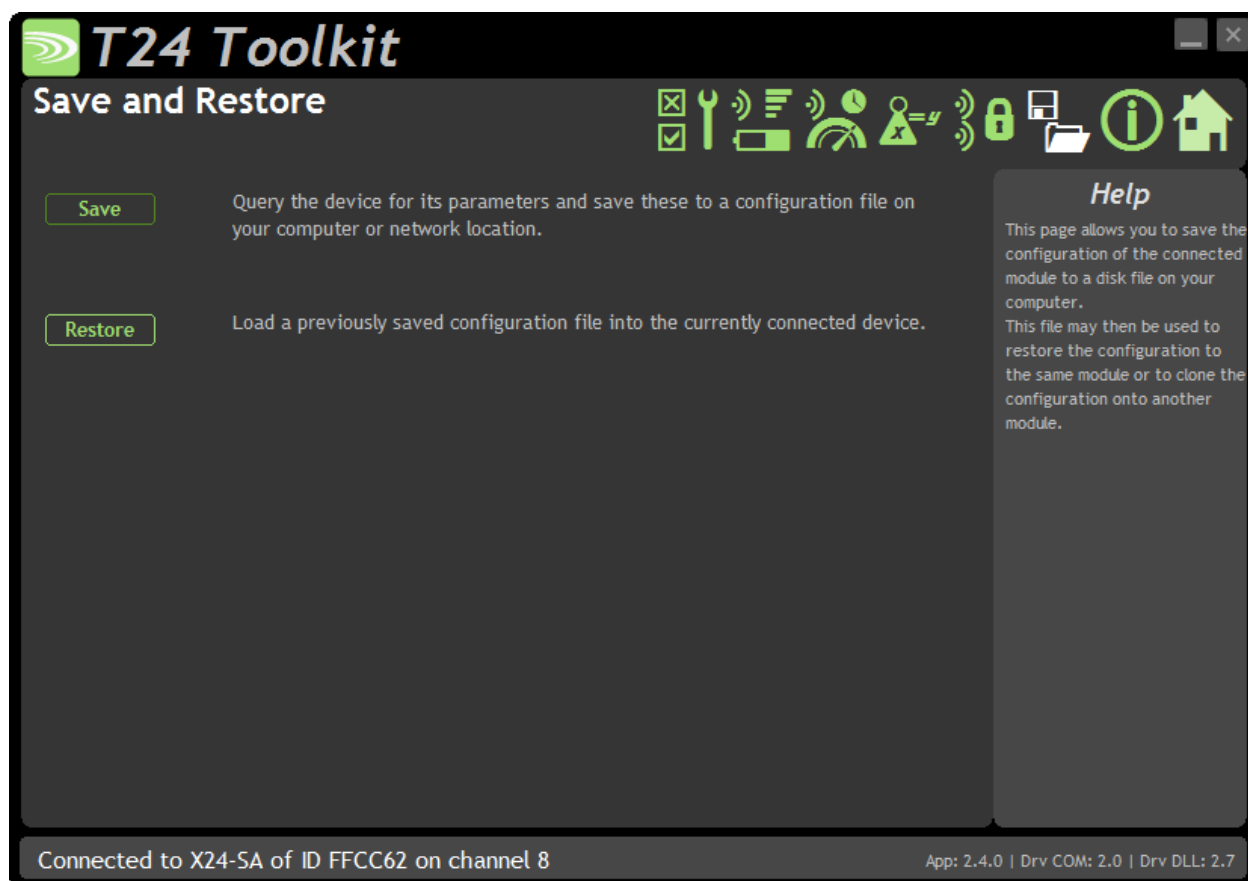 T24 Toolkit
Save and Restore
x
=y
Save
Query the device for its parameters and save these to a configuration file on
your computer or network location.
Restore
Load a previously saved configuration file into the currently connected device.
Help
This page allows you to save the
configuration of the connected
module to a disk file on your
computer.
This file may then be used to
restore the configuration to
the same module or to clone the
configuration onto another
module.
Connected to X24-SA of ID FFCC62 on channel 8
App: 2.4.0 | Drv COM: 2.0 | Drv DLL: 2.7